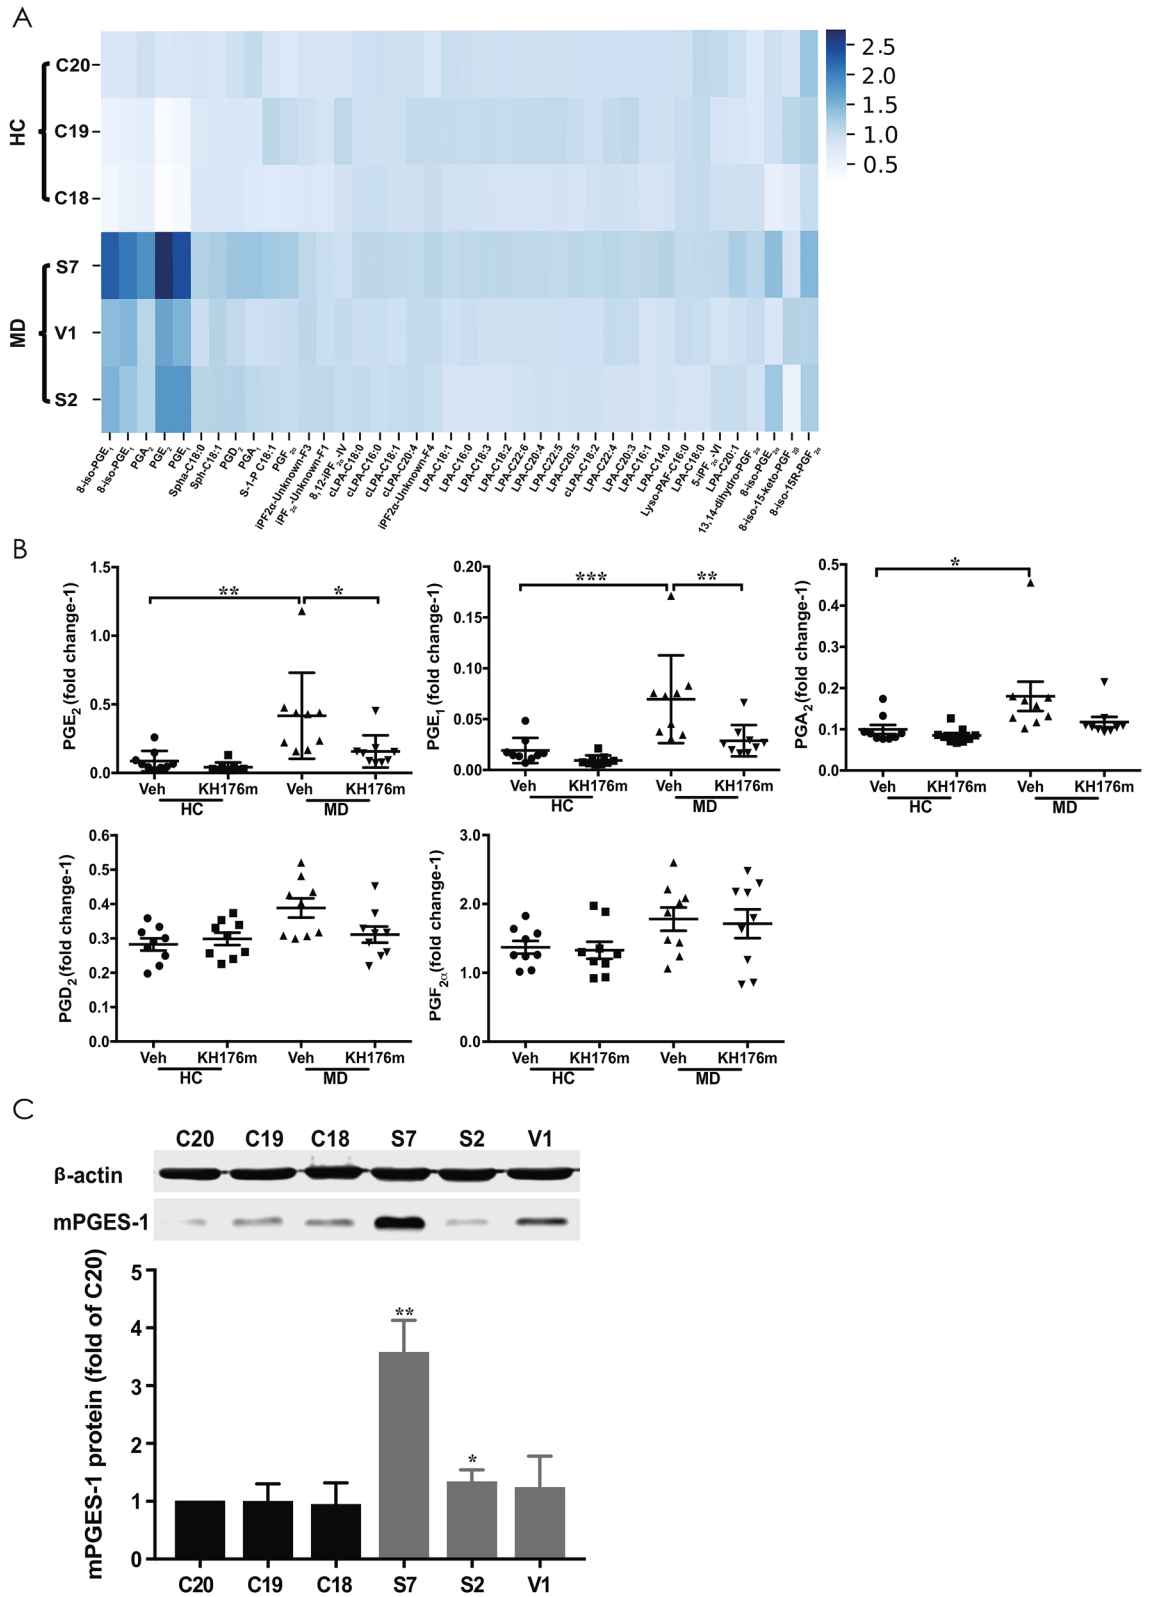 A
HC
C20
C19
C18
MD
S7
V1
S2
2.5
2.0
1.5
1.0
0.5
8-iso-PGE1
8-iso-PGE1
PGA2
PGE2
PGE1
Spha-C18:0
Sph-C18:1
PGD2
PGA1
S-1-P C18:1
PGF2α
iPF2α-Unknown-F3
iPF2α-Unknown-F1
8,12-iPF2α-IV
cLPA-C18:0
cLPA-C16:0
cLPA-C18:1
cLPA-C20:4
iPF2α-Unknown-F4
LPA-C18:1
LPA-C16:0
LPA-C16:3
LPA-C18:2
LPA-C22:6
LPA-C20:4
LPA-C22:5
LPA-C20:5
cLPA-C18:2
LPA-C22:4
LPA-C20:3
LPA-C16:1
LPA-C14:0
Lyso-PAF-C16:0
LPA-C18:0
5-iPF2α-VI
LPA-C20:1
13,14-dihydro-PGF2α
8-iso-PGE2α
8-iso-15-keto-PGF2β
8-iso-15R-PGF2α
B
PGE2 (fold change-1)
1.5
1.0
0.5
0.0
** *
Veh KH176m Veh KH176m
HC MD
PGE1 (fold change-1)
0.20
0.15
0.10
0.05
0.00
*** **
Veh KH176m Veh KH176m
HC MD
PGA2 (fold change-1)
0.5
0.4
0.3
0.2
0.1
0.0
*
Veh KH176m Veh KH176m
HC MD
PGD2 (fold change-1)
0.6
0.5
0.4
0.3
0.2
0.1
0.0
Veh KH176m Veh KH176m
HC MD
PGF2α (fold change-1)
3.0
2.0
1.0
0.0
Veh KH176m Veh KH176m
HC MD
C
C20 C19 C18 S7 S2 V1
β-actin
mPGES-1
mPGES-1 protein (fold of C20)
5
4
3
2
1
0
**
*
C20 C19 C18 S7 S2 V1